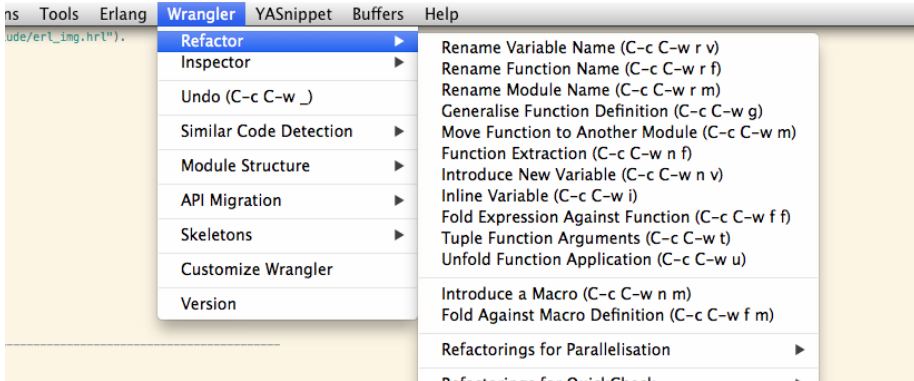 ns Tools Erlang Wrangler YASnippet Buffers Help
ude/erl_img.hrl").
Refactor
Inspector
Undo (C-c C-w _)
Similar Code Detection
Module Structure
API Migration
Skeletons
Customize Wrangler
Version
Rename Variable Name (C-c C-w r v)
Rename Function Name (C-c C-w r f)
Rename Module Name (C-c C-w r m)
Generalise Function Definition (C-c C-w g)
Move Function to Another Module (C-c C-w m)
Function Extraction (C-c C-w n f)
Introduce New Variable (C-c C-w n v)
Inline Variable (C-c C-w i)
Fold Expression Against Function (C-c C-w f f)
Tuple Function Arguments (C-c C-w t)
Unfold Function Application (C-c C-w u)
Introduce a Macro (C-c C-w n m)
Fold Against Macro Definition (C-c C-w f m)
Refactorings for Parallelisation
Refactorings for QuickCheck